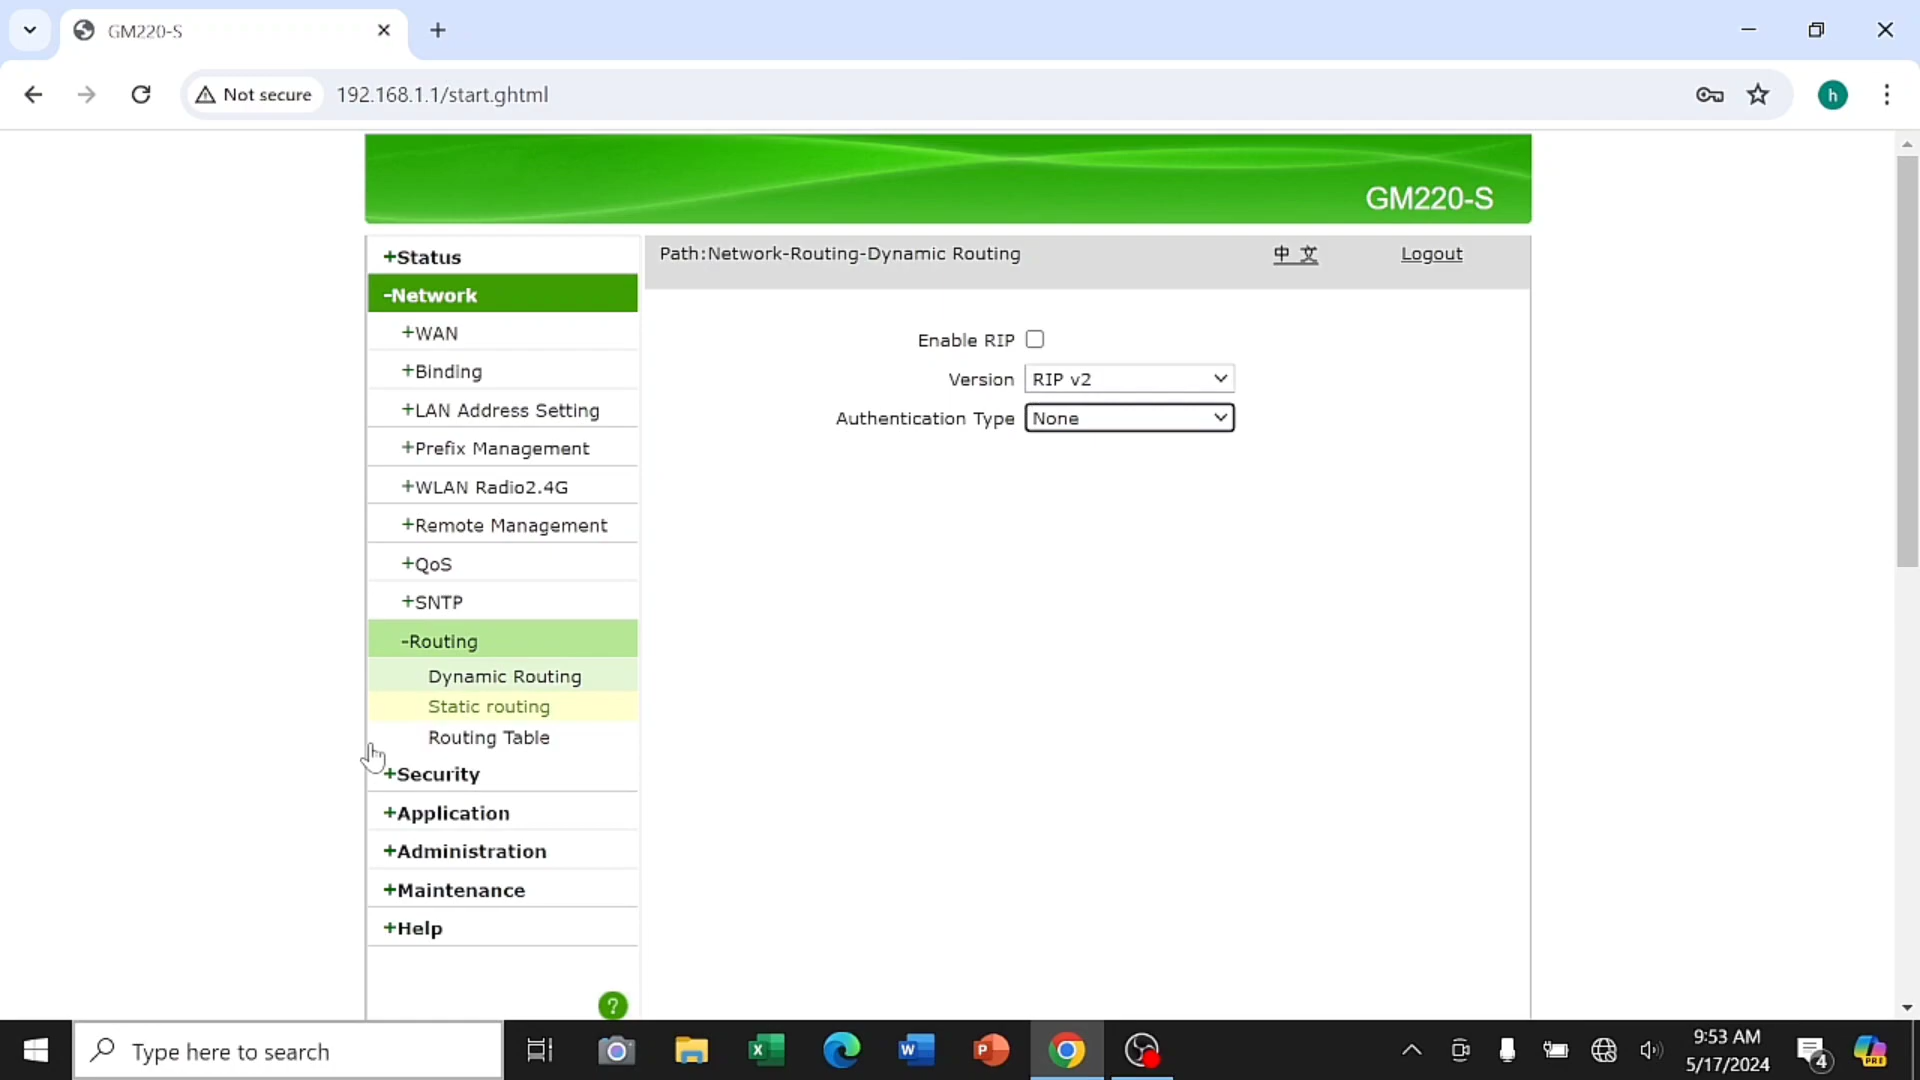 GM220-S
Not secure
192.168.1.1/start.ghtml
h
GM220-S
+Status
Path:Network-Routing-Dynamic Routing
中 文
Logout
-Network
+WAN
+Binding
+LAN Address Setting
+Prefix Management
+WLAN Radio2.4G
+Remote Management
+QoS
+SNTP
-Routing
Dynamic Routing
Static routing
Routing Table
+Security
+Application
+Administration
+Maintenance
+Help
?
Enable RIP
Version RIP v2
Authentication Type None
Type here to search
9:53 AM
5/17/2024
4
PRE